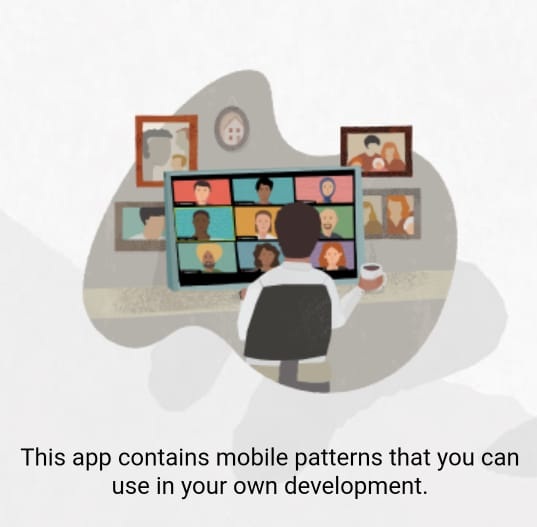 This app contains mobile patterns that you can
use in your own development.